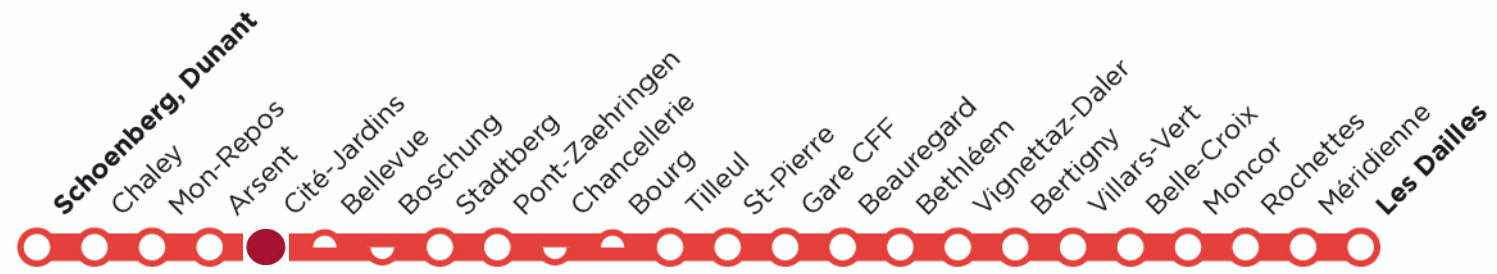 Schoenberg, Dunant
Chaley
Mon-Repos
Arsent
Cité-Jardins
Bellevue
Boschung
Stadtberg
Pont-Zaehringen
Chancellerie
Bourg
Tilleul
St-Pierre
Gare CFF
Beauregard
Bethléem
Vignettaz-Daler
Bertigny
Villars-Vert
Belle-Croix
Moncor
Rochettes
Méridienne
Les Dailles